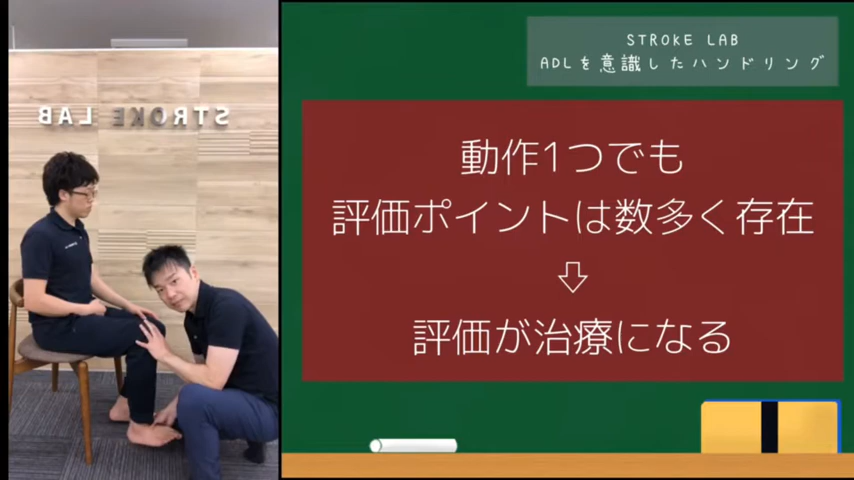 STROKE LAB
STROKE LAB
ADLを意識したハンドリング
動作1つでも
評価ポイントは数多く存在
⇩
評価が治療になる